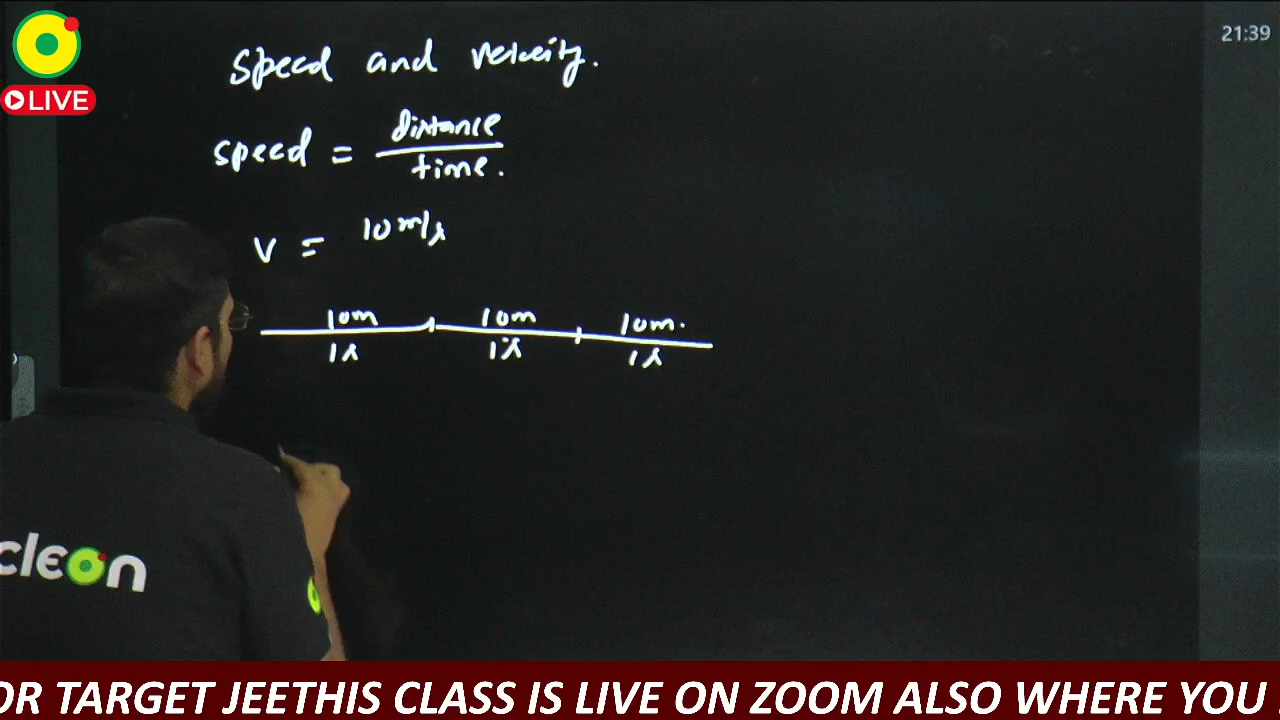 21:39
LIVE
speed and velocity.
speed = distance
time.
v = 10 m/s
10m 10m 10m.
1s 1s 1s
cleon
OR TARGET JEETHIS CLASS IS LIVE ON ZOOM ALSO WHERE YOU